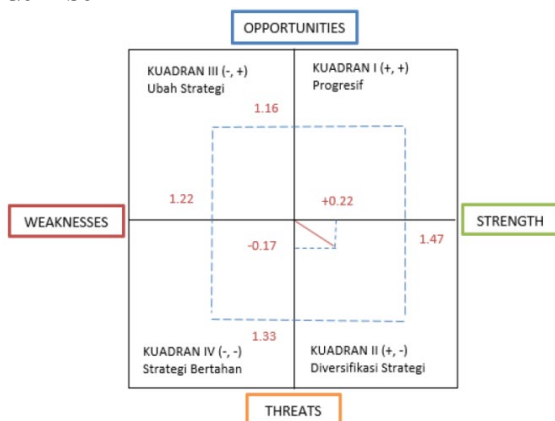 OPPORTUNITIES
KUADRAN III (-, +)
Ubah Strategi
KUADRAN I (+, +)
Progresif
1.16
1.22
+0.22
WEAKNESSES
STRENGTH
-0.17
1.47
1.33
KUADRAN IV (-, -)
Strategi Bertahan
KUADRAN II (+, -)
Diversifikasi Strategi
THREATS